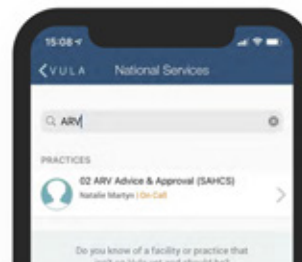 15:08
VULA National Services
ARV
PRACTICES
02 ARV Advice & Approval (SAHCS)
Natalie Martyn | On Call
Do you know of a facility or practice that